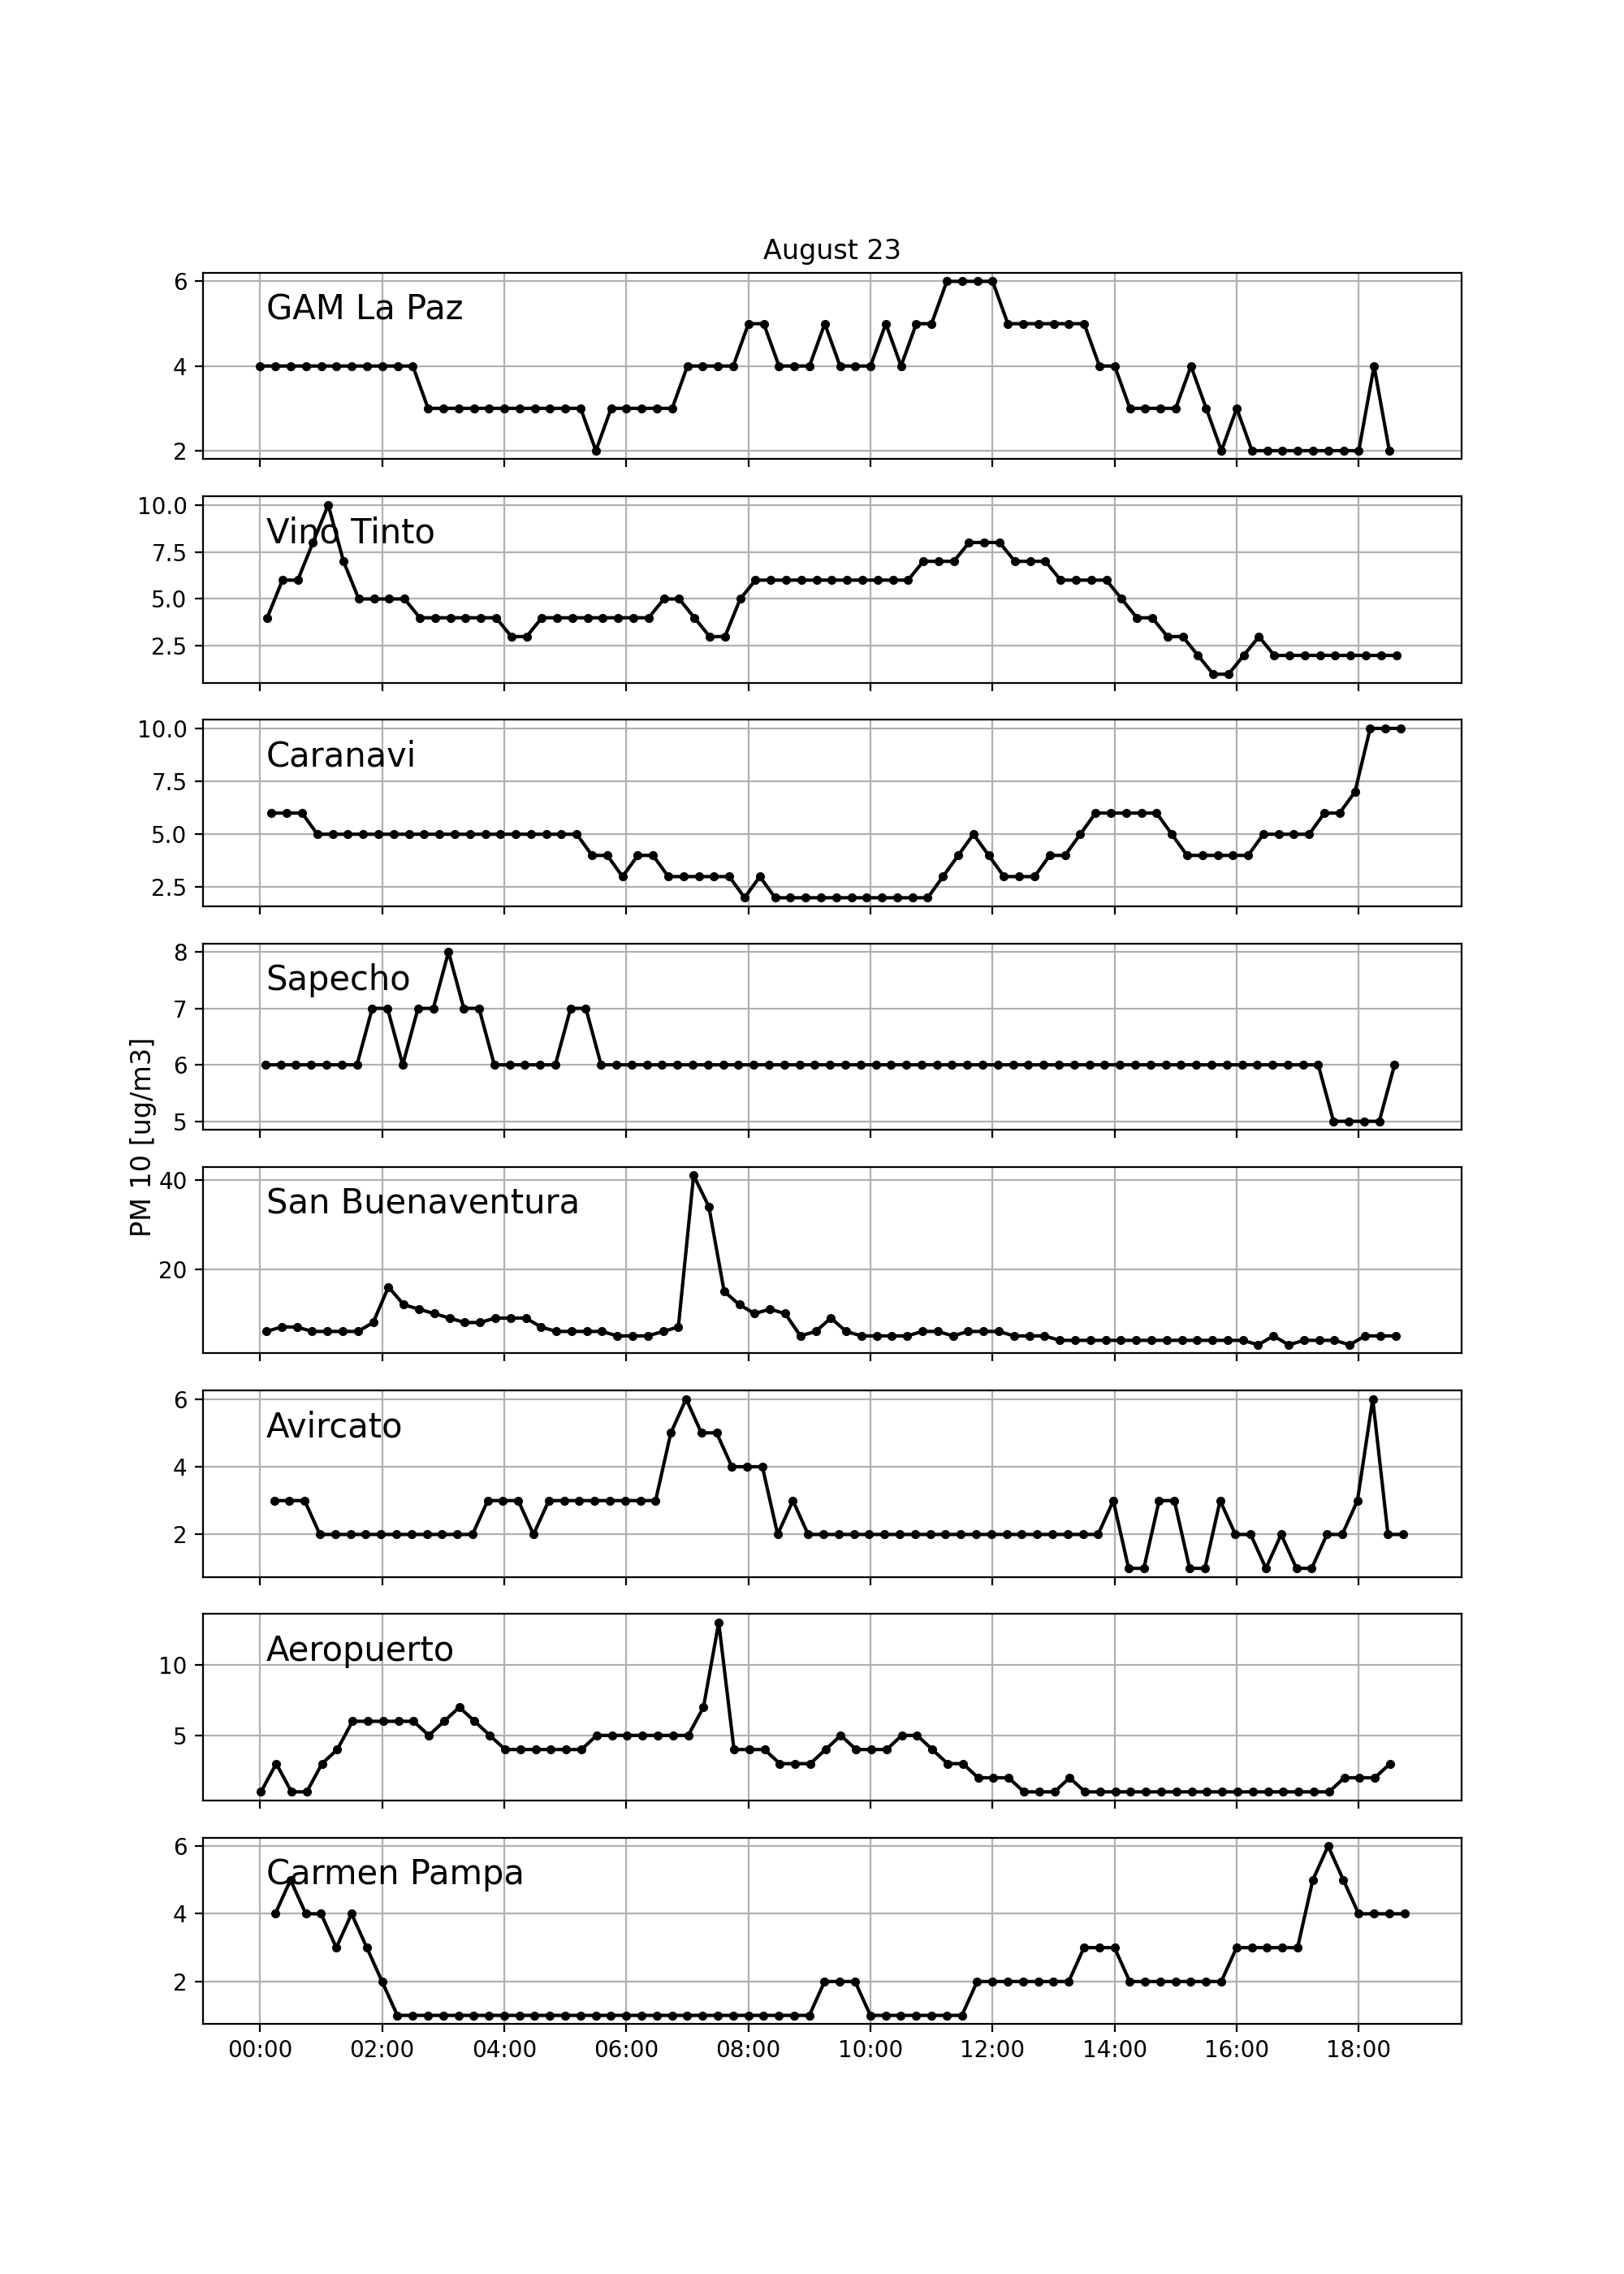 August 23
6
GAM La Paz
4
2
10.0
Vino Tinto
7.5
5.0
2.5
10.0
Caranavi
7.5
5.0
2.5
8
Sapecho
7
6
5
PM 10 [ug/m3]
40
San Buenaventura
20
6
Avircato
4
2
Aeropuerto
10
5
6
Carmen Pampa
4
2
00:00 02:00 04:00 06:00 08:00 10:00 12:00 14:00 16:00 18:00